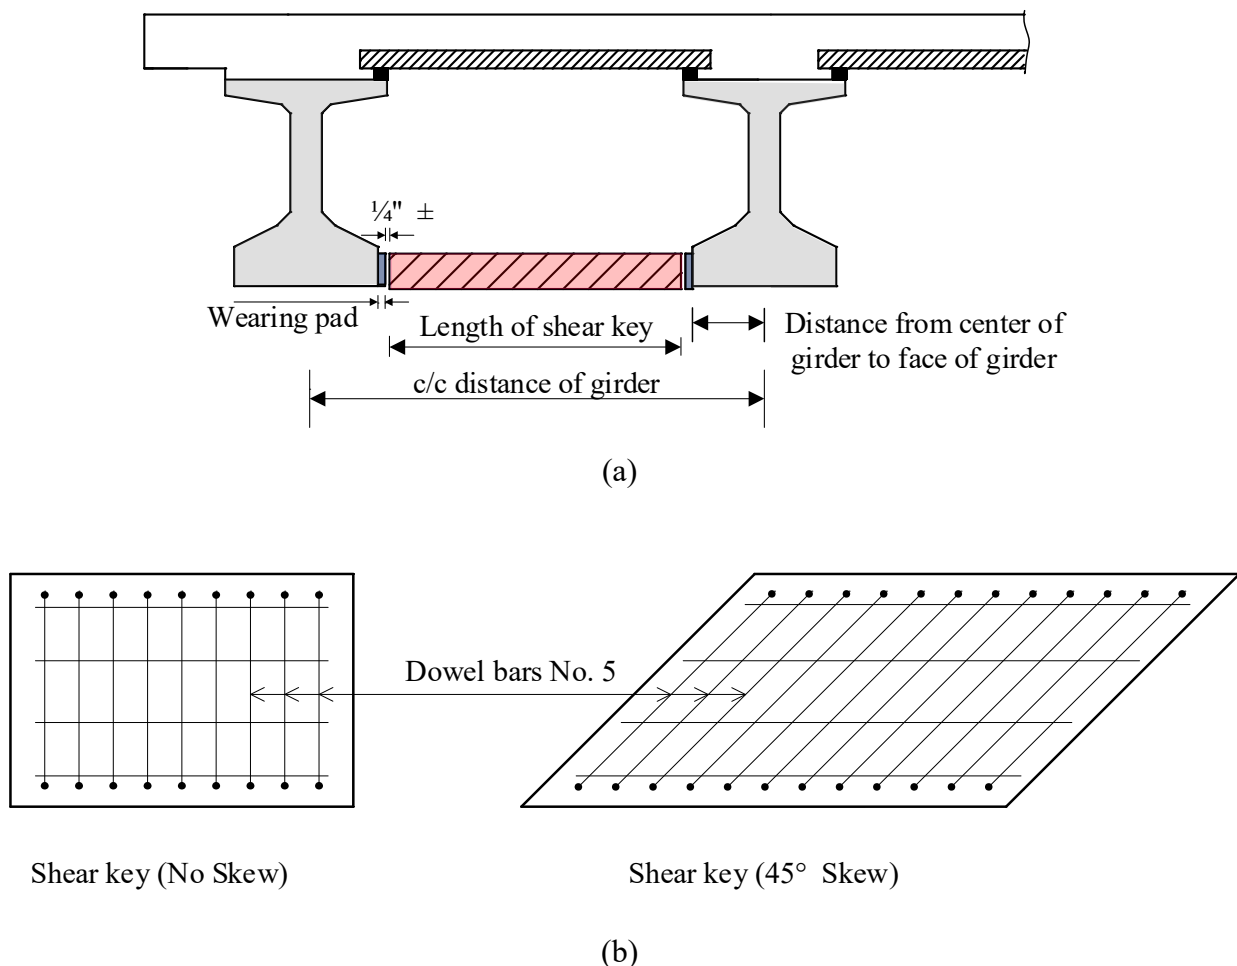 ¼" ±
Wearing pad
Length of shear key
Distance from center of
girder to face of girder
c/c distance of girder
(a)
Dowel bars No. 5
Shear key (No Skew)
Shear key (45° Skew)
(b)